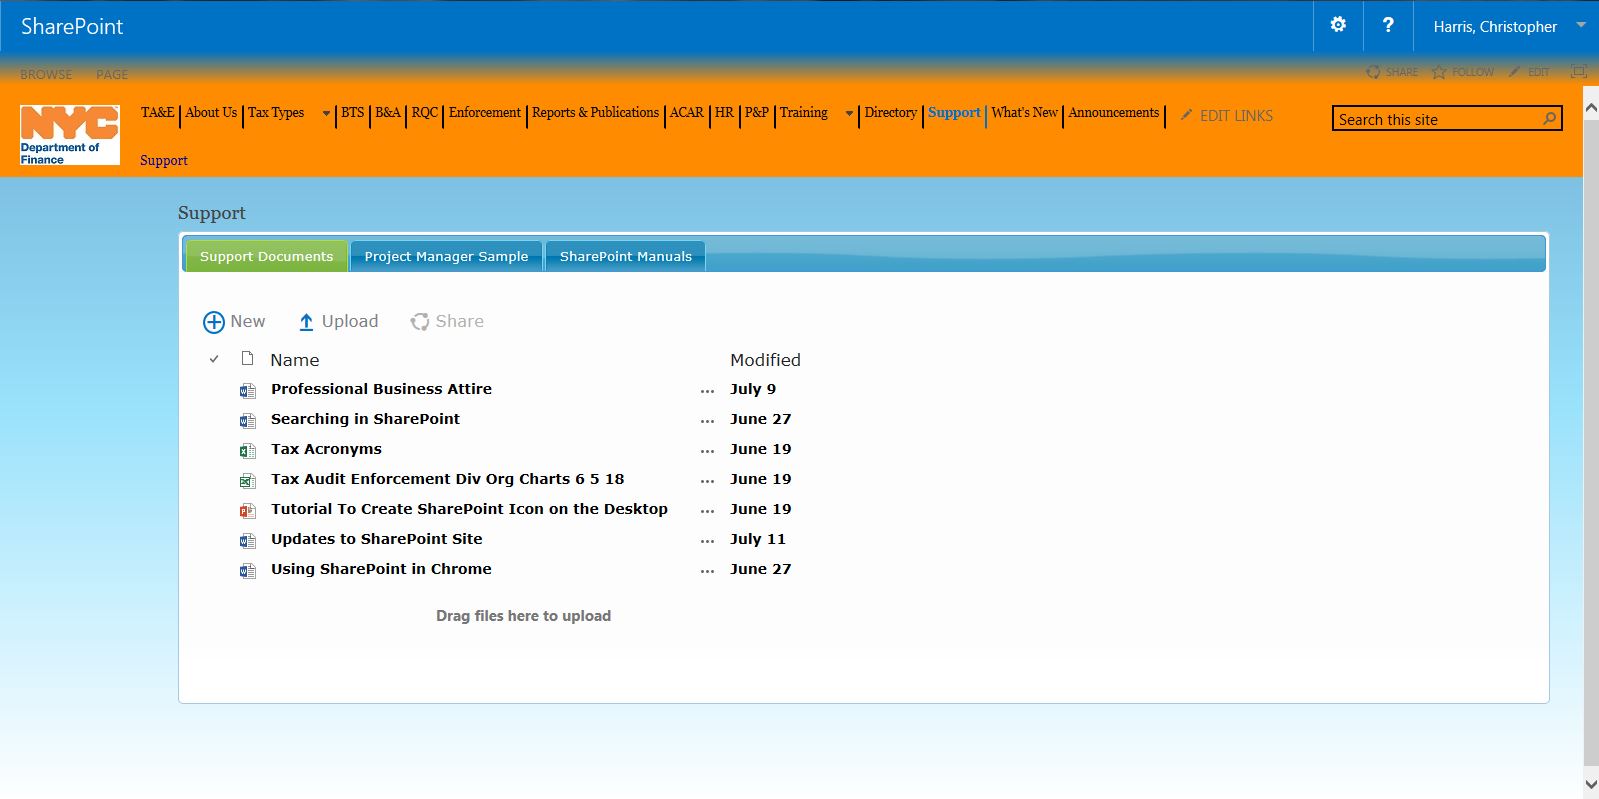 SharePoint
? Harris, Christopher
BROWSE PAGE
SHARE FOLLOW EDIT
NYC
Department of
Finance
TA&E About Us Tax Types BTS B&A RQC Enforcement Reports & Publications ACAR HR P&P Training Directory Support What's New Announcements EDIT LINKS
Search this site
Support
Support
Support Documents Project Manager Sample SharePoint Manuals
New Upload Share
Name Modified
Professional Business Attire ... July 9
Searching in SharePoint ... June 27
Tax Acronyms ... June 19
Tax Audit Enforcement Div Org Charts 6 5 18 ... June 19
Tutorial To Create SharePoint Icon on the Desktop ... June 19
Updates to SharePoint Site ... July 11
Using SharePoint in Chrome ... June 27
Drag files here to upload